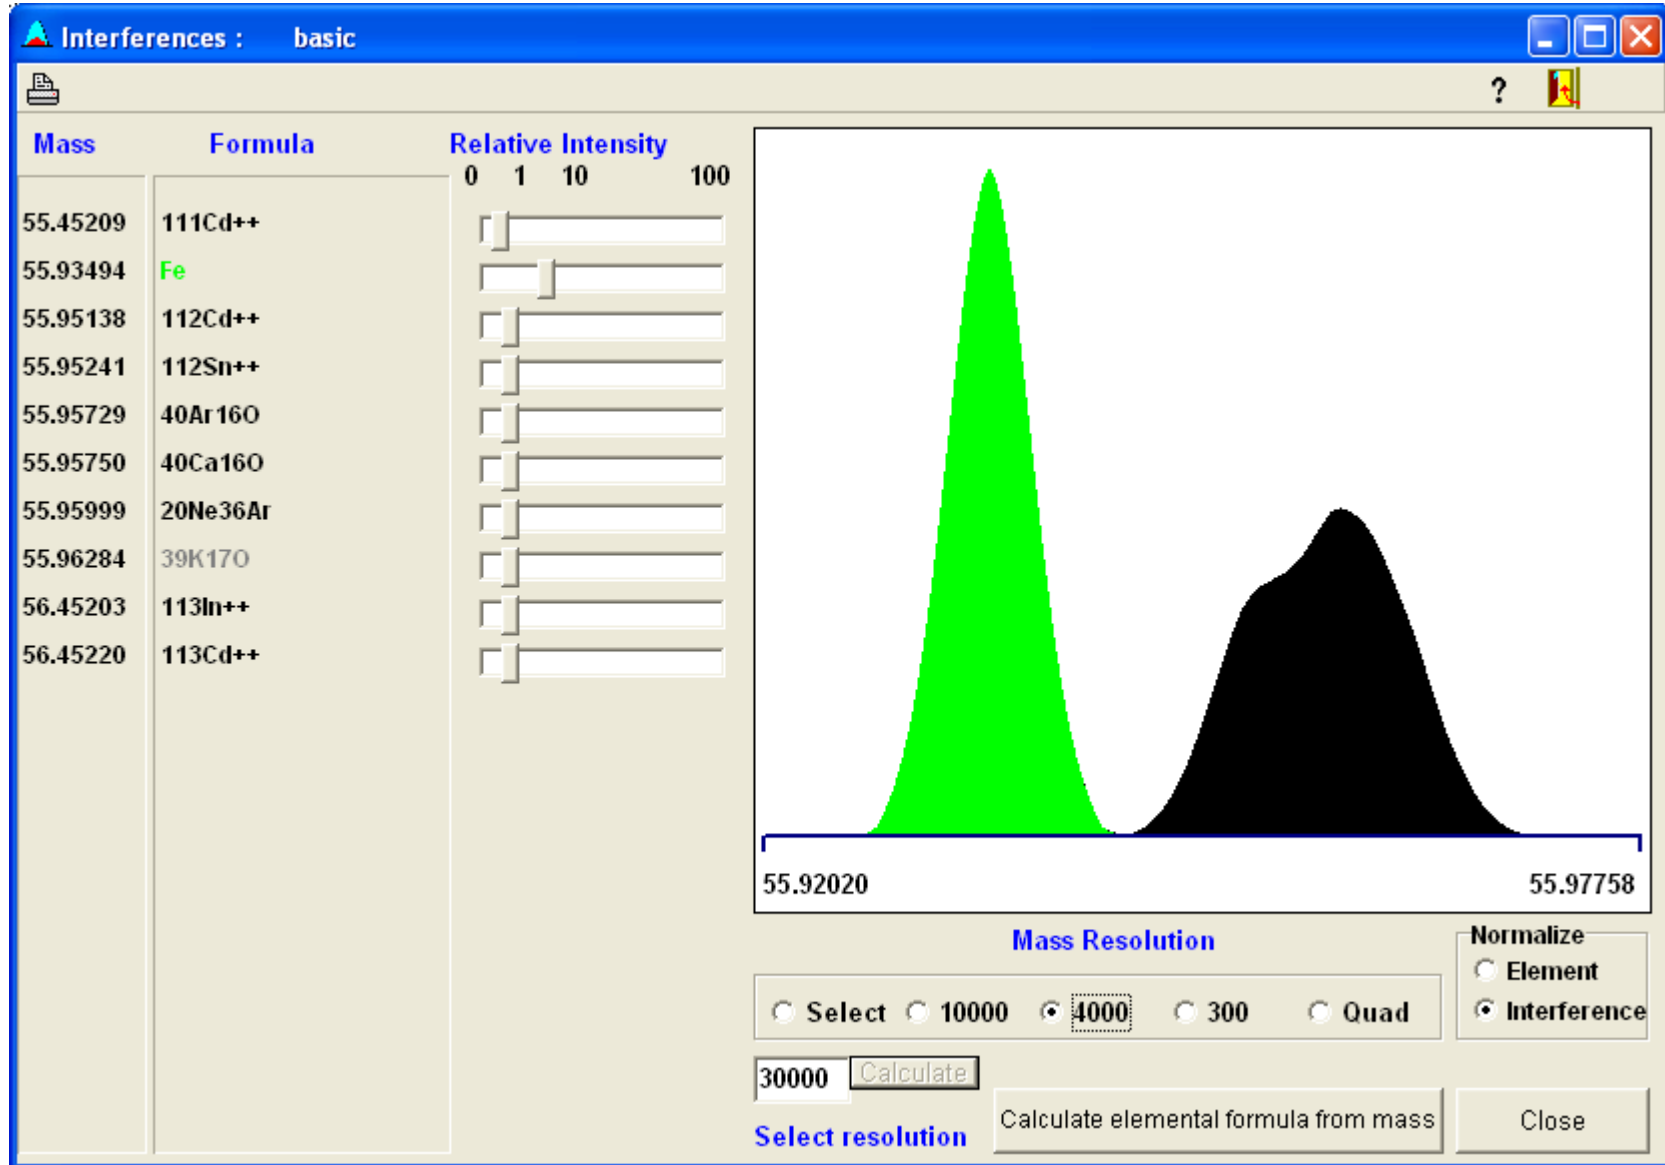 Interferences : basic
?
Mass Formula Relative Intensity
0 1 10 100
55.45209 111Cd++
55.93494 Fe
55.95138 112Cd++
55.95241 112Sn++
55.95729 40Ar16O
55.95750 40Ca16O
55.95999 20Ne36Ar
55.96284 39K17O
56.45203 113In++
56.45220 113Cd++
55.92020 55.97758
Mass Resolution
Select 10000 4000 300 Quad
Normalize
Element
Interference
30000 Calculate
Select resolution
Calculate elemental formula from mass
Close